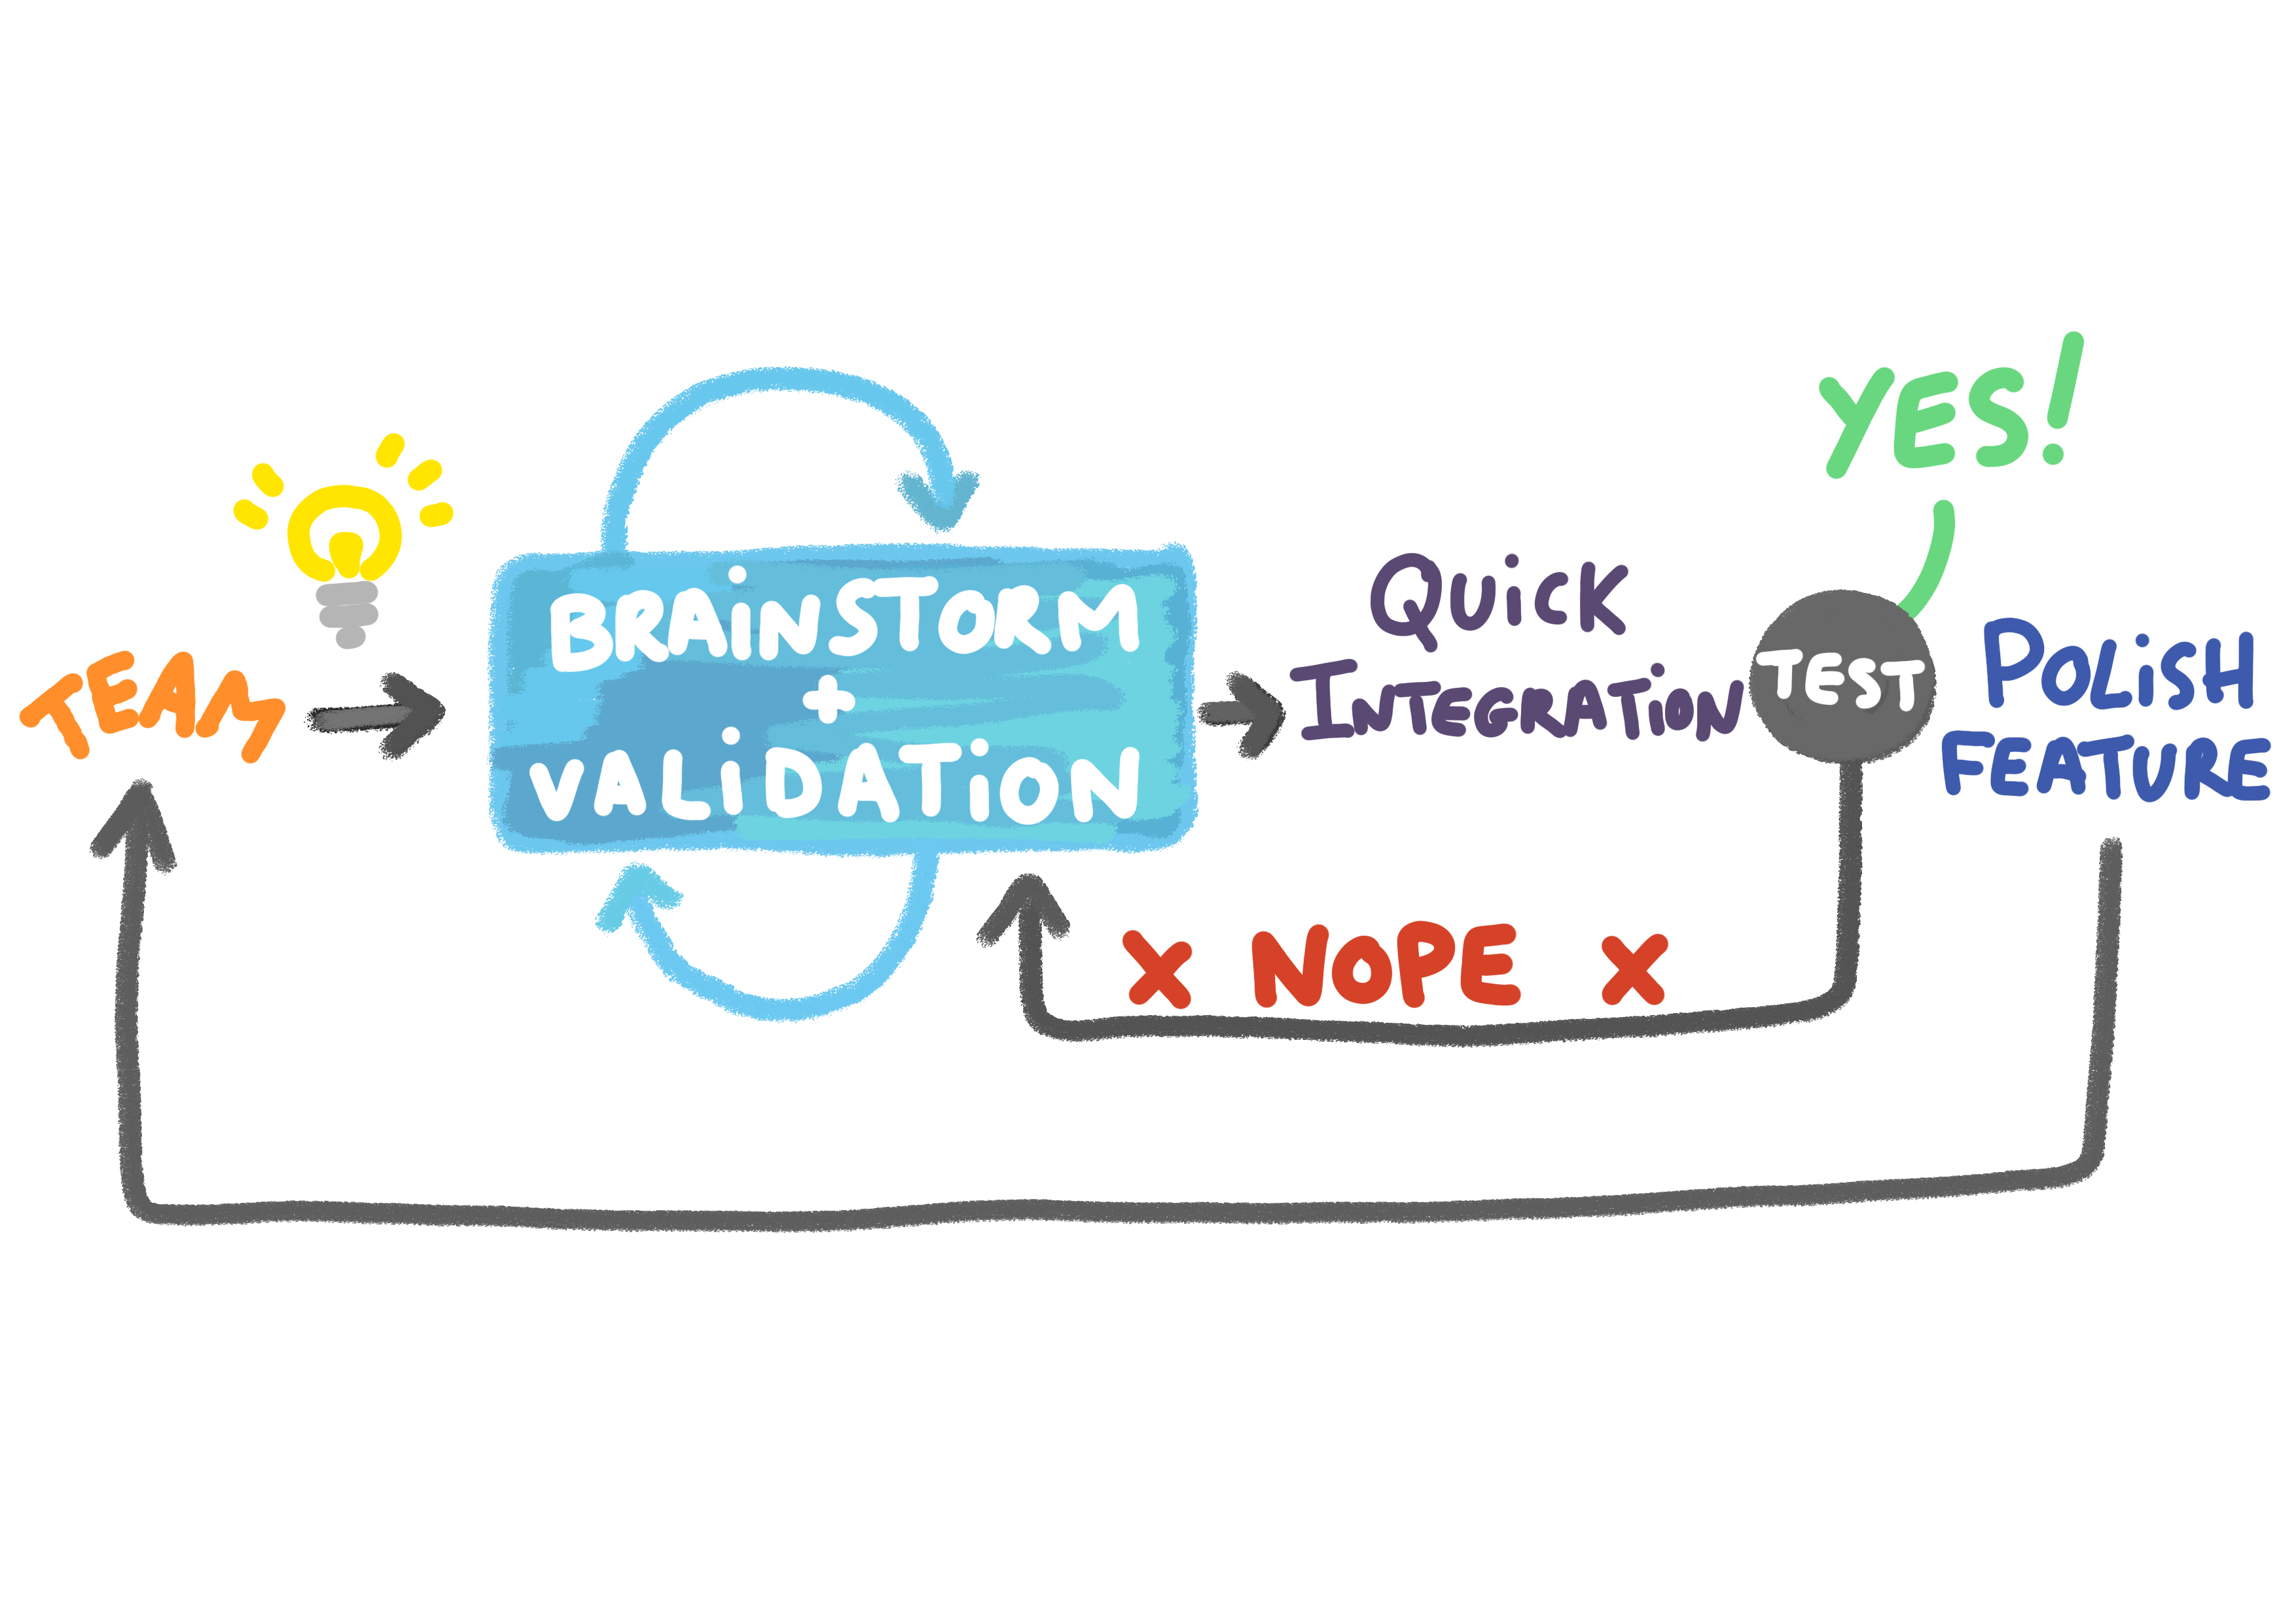 TEAM
BRAiNSTORM
+
VALiDATiON
QUiCK
INTEGRATiON
TEST
YES!
POLiSH
FEATURE
X NOPE X